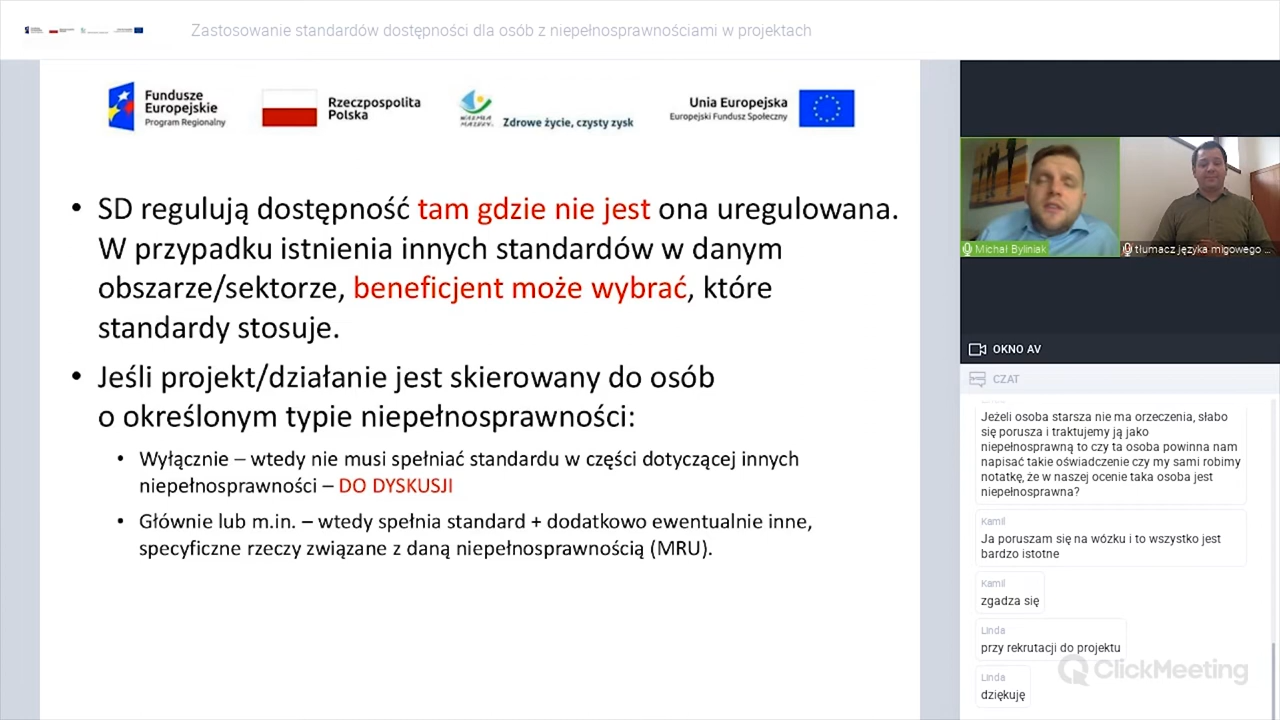 Zastosowanie standardów dostępności dla osób z niepełnosprawnościami w projektach
Fundusze
Europejskie
Program Regionalny
Rzeczpospolita
Polska
Zdrowe życie, czysty zysk
Unia Europejska
Europejski Fundusz Społeczny
• SD regulują dostępność tam gdzie nie jest ona uregulowana.
W przypadku istnienia innych standardów w danym
obszarze/sektorze, beneficjent może wybrać, które
standardy stosuje.
• Jeśli projekt/działanie jest skierowany do osób
o określonym typie niepełnosprawności:
• Wyłącznie – wtedy nie musi spełniać standardu w części dotyczącej innych
niepełnosprawności – DO DYSKUSJI
• Głównie lub m.in. – wtedy spełnia standard + dodatkowo ewentualnie inne,
specyficzne rzeczy związane z daną niepełnosprawnością (MRU).
Michał Byliniak
tłumacz języka migowego ...
OKNO AV
CZAT
Jeżeli osoba starsza nie ma orzeczenia, słabo
się porusza i traktujemy ją jako
niepełnosprawną to czy ta osoba powinna nam
napisać takie oświadczenie czy my sami robimy
notatkę, że w naszej ocenie taka osoba jest
niepełnosprawna?
Kamil
Ja poruszam się na wózku i to wszystko jest
bardzo istotne
Kamil
zgadza się
Linda
przy rekrutacji do projektu
Linda
dziękuję
ClickMeeting